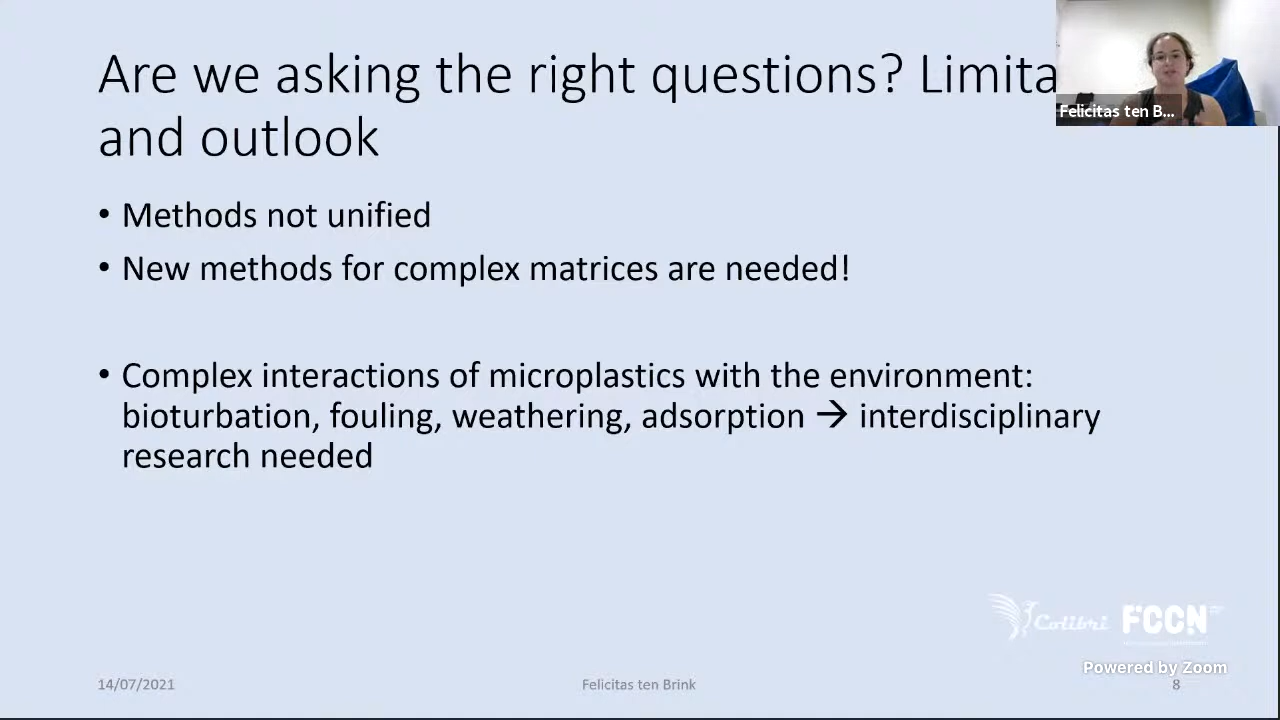 Are we asking the right questions? Limita
and outlook
Felicitas ten B...
• Methods not unified
• New methods for complex matrices are needed!
• Complex interactions of microplastics with the environment:
bioturbation, fouling, weathering, adsorption → interdisciplinary
research needed
Colibri FCCN
Powered by Zoom
14/07/2021 Felicitas ten Brink 8